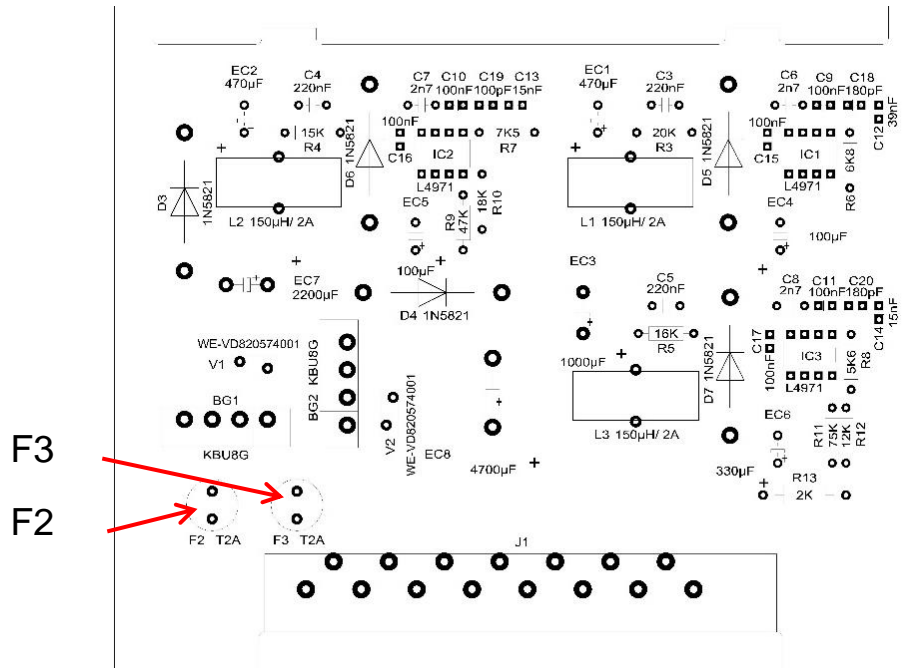 EC2
470µF
C4
220nF
C7
2n7
C10
100nF
C19
100pF
C13
15nF
EC1
470µF
C3
220nF
C6
2n7
C9
100nF
C18
180pF
39nF
C12
100nF
C16
15K
R4
D6 1N5821
IC2
L4971
7K5
R7
20K
R3
D5 1N5821
100nF
C15
IC1
L4971
6K8
R6
D3
1N5821
+
L2 150µH/ 2A
EC5
+
100µF
R9
47K
18K
R10
+
L1 150µH/ 2A
EC4
+
100µF
+
EC7
2200µF
+
D4 1N5821
+
EC3
+
1000µF
C5
220nF
16K
R5
C8
2n7
C11
100nF
C20
180pF
15nF
C14
C17
100nF
IC3
L4971
5K6
R8
WE-VD820574001
V1
BG1
KBU8G
BG2 KBU8G
V2
WE-VD820574001
EC8
+
4700µF
+
+
L3 150µH/ 2A
D7 1N5821
EC6
+
330µF
R11
75K
12K
R12
R13
2K
+
F3
F2
F2 T2A
F3 T2A
J1